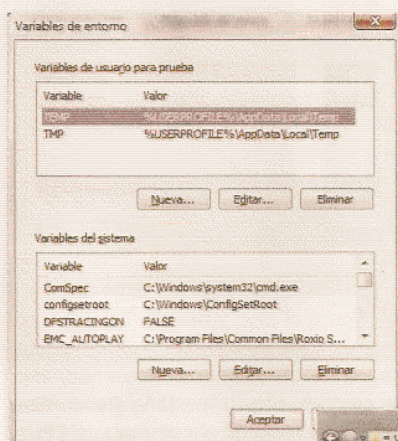 Variables de entorno
Variables de usuario para prueba
Variable Valor
TEMP %USERPROFILE%\AppData\Local\Temp
TMP %USERPROFILE%\AppData\Local\Temp
Nueva... Editar... Eliminar
Variables del sistema
Variable Valor
ComSpec C:\Windows\system32\cmd.exe
configsetroot C:\Windows\ConfigSetRoot
DFSTRACINGON FALSE
EMC_AUTOPLAY C:\Program Files\Common Files\Roxio S...
Nueva... Editar... Eliminar
Aceptar